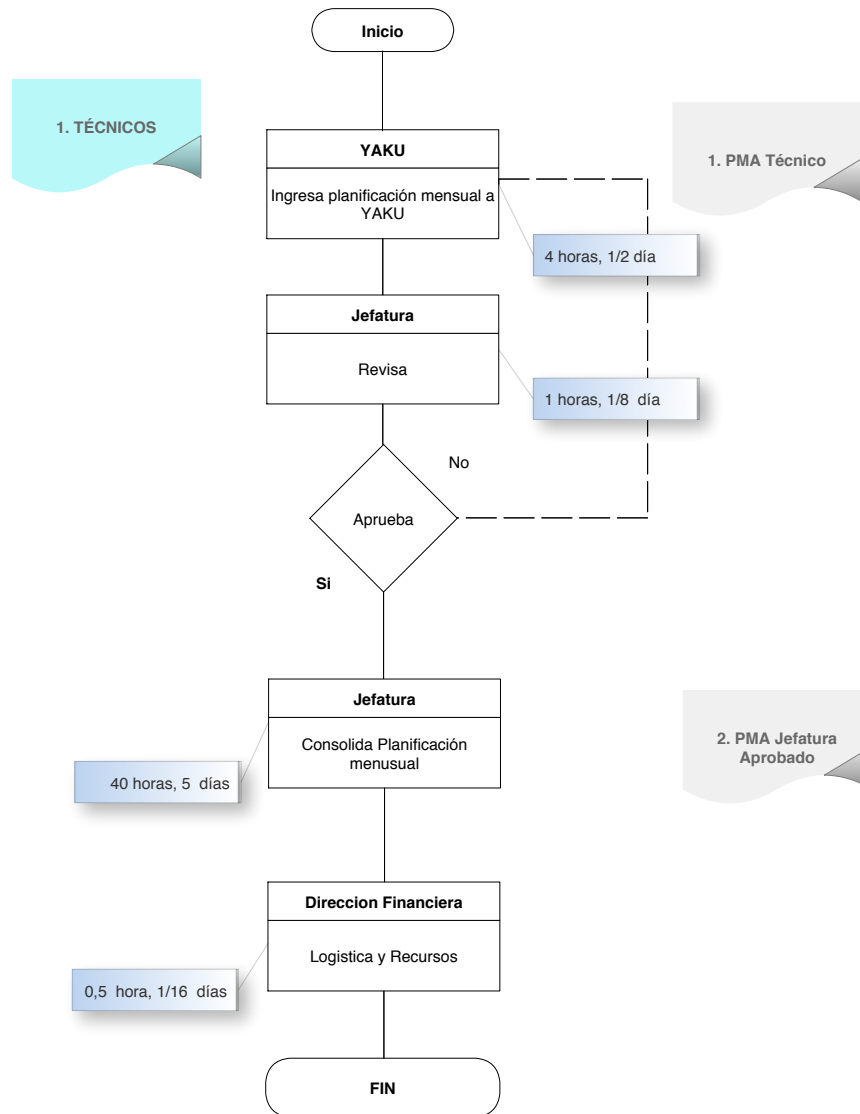 Inicio
1. TÉCNICOS
YAKU
1. PMA Técnico
Ingresa planificación mensual a
YAKU
4 horas, 1/2 día
Jefatura
Revisa
1 horas, 1/8 día
No
Aprueba
Si
Jefatura
2. PMA Jefatura
Aprobado
Consolida Planificación
menusual
40 horas, 5 días
Direccion Financiera
Logistica y Recursos
0,5 hora, 1/16 días
FIN